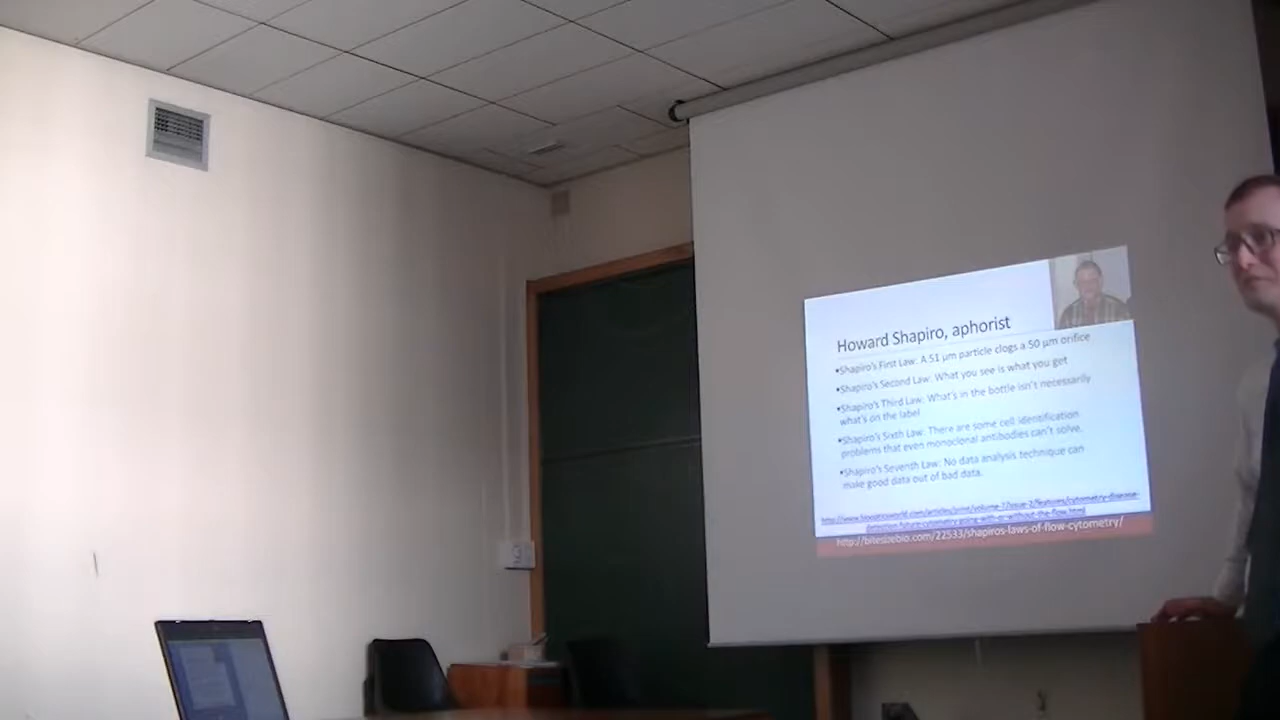 Howard Shapiro, aphorist
•Shapiro's First Law: A 51 µm particle clogs a 50 µm orifice
•Shapiro's Second Law: What you see is what you get
•Shapiro's Third Law: What's in the bottle isn't necessarily
what's on the label
•Shapiro's Sixth Law: There are some cell identification
problems that even monoclonal antibodies can't solve.
•Shapiro's Seventh Law: No data analysis technique can
make good data out of bad data.
http://bitesizebio.com/22533/shapiros-laws-of-flow-cytometry/